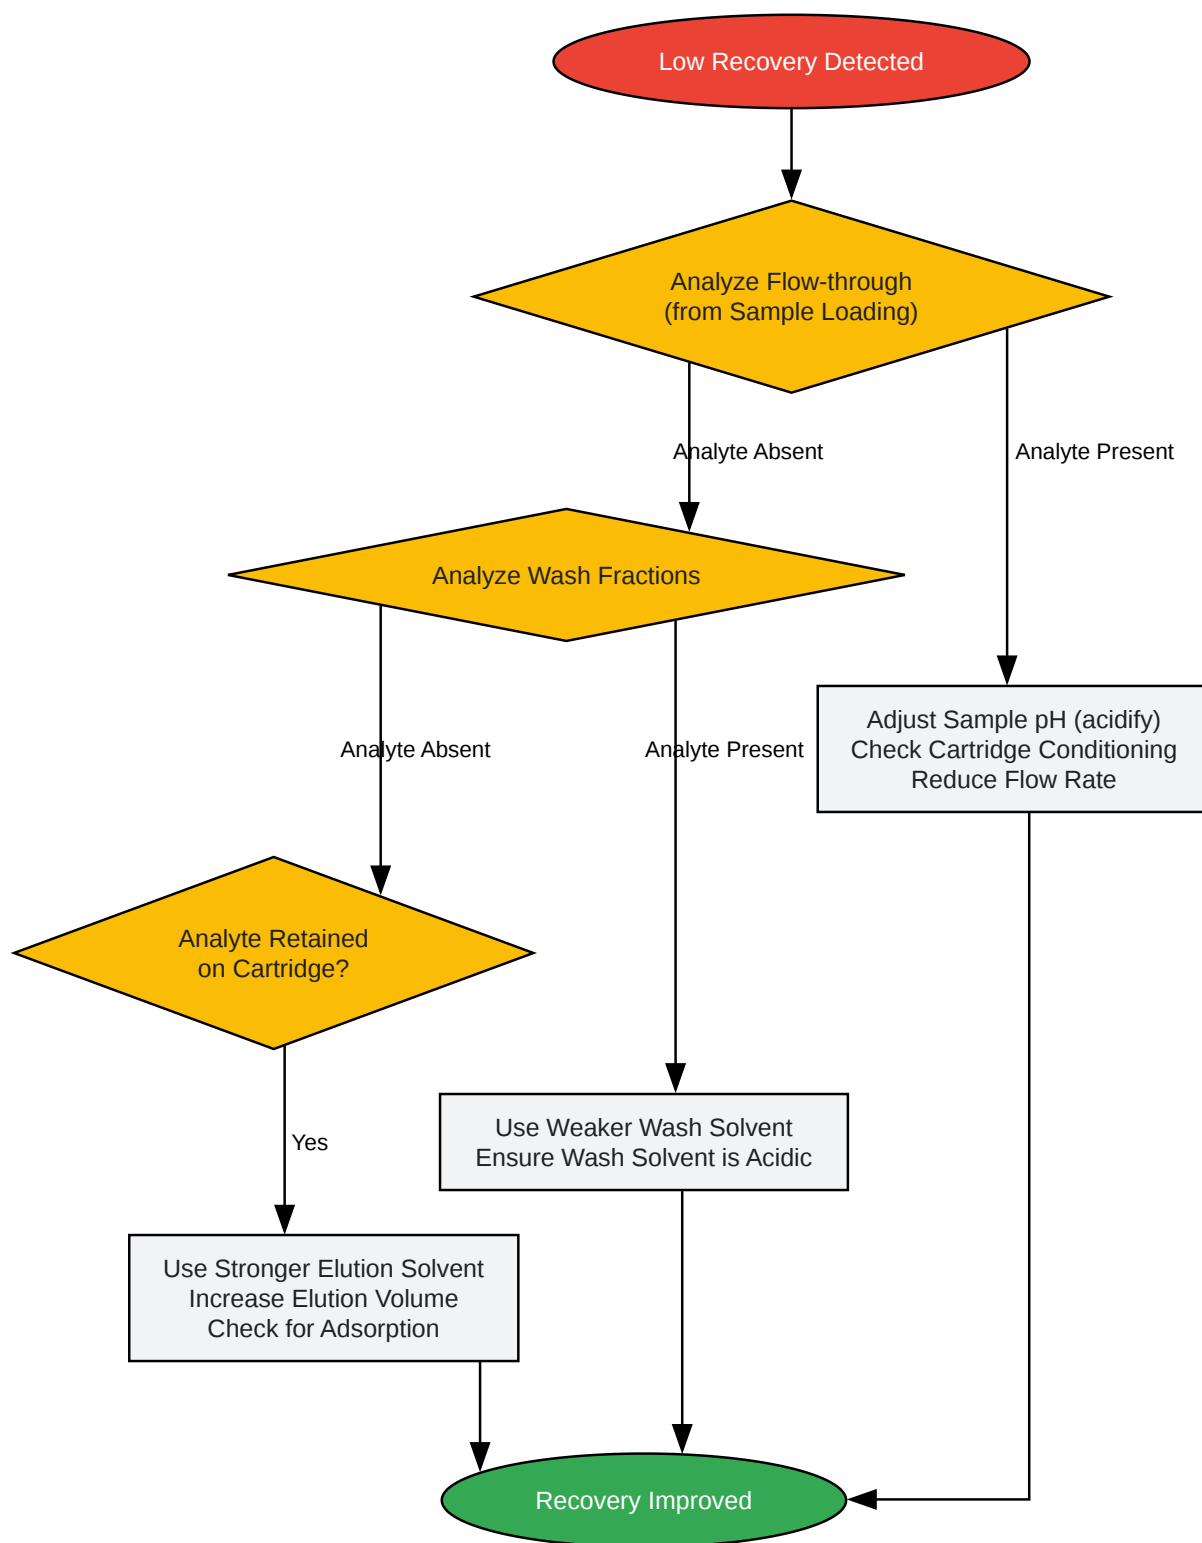 Low Recovery Detected
Analyze Flow-through
(from Sample Loading)
Analyte Absent
Analyte Present
Analyze Wash Fractions
Adjust Sample pH (acidify)
Check Cartridge Conditioning
Reduce Flow Rate
Analyte Absent
Analyte Present
Analyte Retained
on Cartridge?
Yes
Use Weaker Wash Solvent
Ensure Wash Solvent is Acidic
Use Stronger Elution Solvent
Increase Elution Volume
Check for Adsorption
Recovery Improved